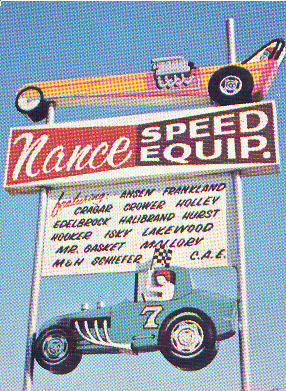 Nance SPEED EQUIP.
featuring: ANSEN FRANKLAND
CRAGAR CROWER HOLLEY
EDELBROCK HALIBRAND HURST
HOOKER ISKY LAKEWOOD
MR. GASKET MALLORY
M&H SCHIEFER C.A.E.
7